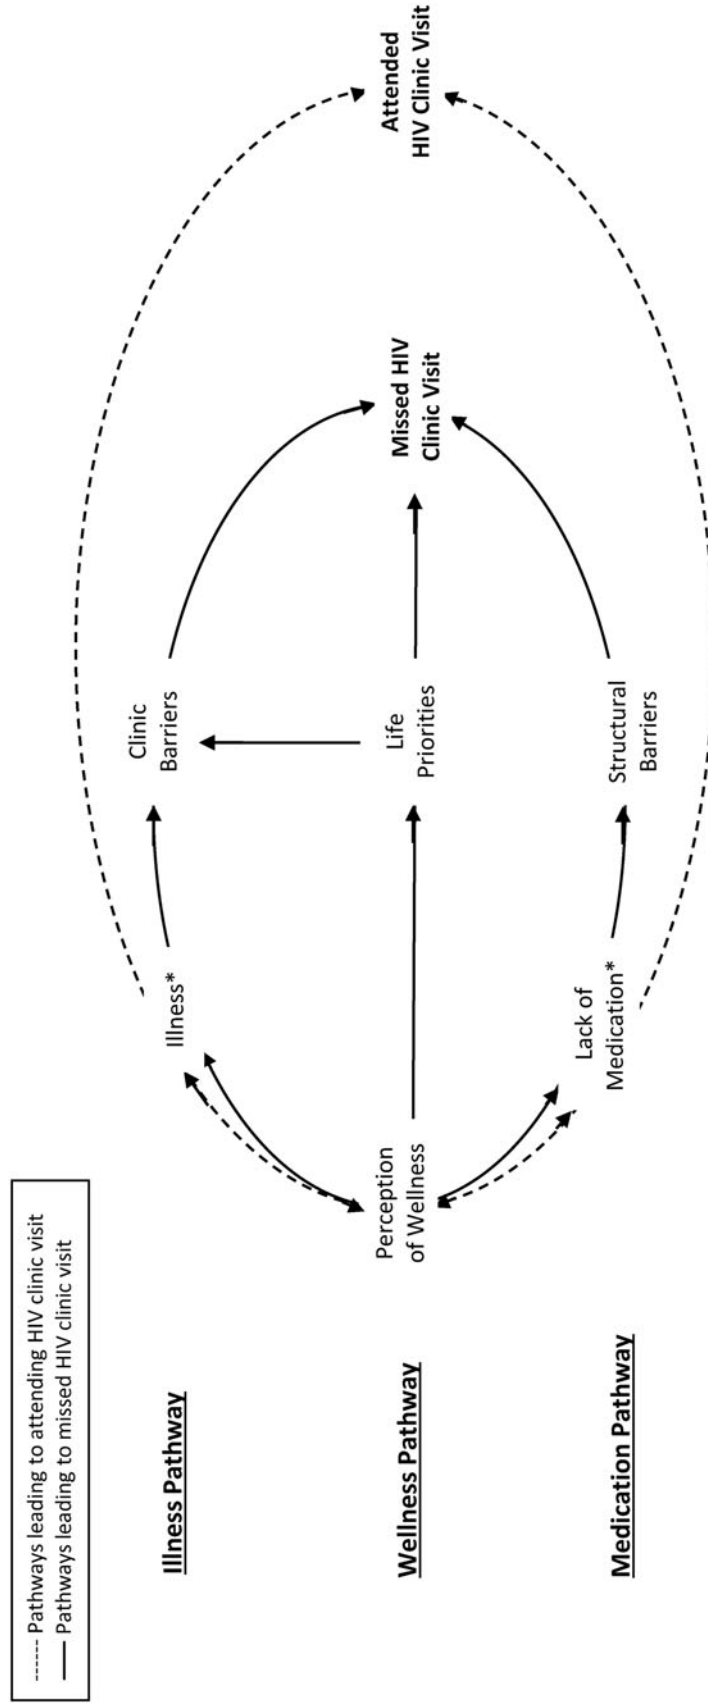 ------ Pathways leading to attending HIV clinic visit
—— Pathways leading to missed HIV clinic visit
Illness Pathway
Illness*
Clinic
Barriers
Wellness Pathway
Perception
of Wellness
Life
Priorities
Missed HIV
Clinic Visit
Attended
HIV Clinic Visit
Medication Pathway
Lack of
Medication*
Structural
Barriers